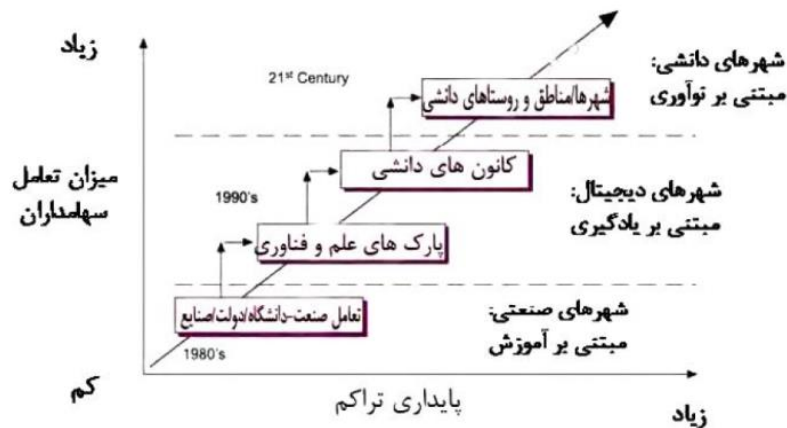 زیاد
شهرهای دانشی:
مبتنی بر نوآوری
21st Century
شهرها/مناطق و روستاهای دانشی
کانون های دانشی
میزان تعامل
سهامداران
1990's
شهرهای دیجیتال:
مبتنی بر یادگیری
پارک های علم و فناوری
تعامل صنعت-دانشگاه/دولت/صنایع
شهرهای صنعتی:
مبتنی بر آموزش
1980's
کم
پایداری تراکم
زیاد